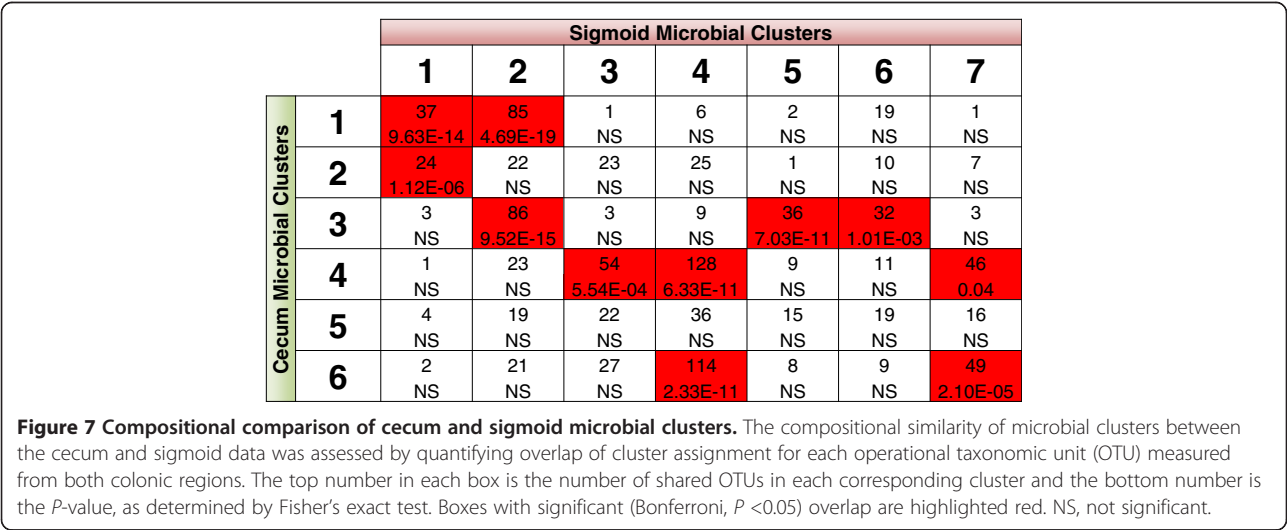 Sigmoid Microbial Clusters
1 2 3 4 5 6 7
Cecum Microbial Clusters
1
37 85 1 6 2 19 1
9.63E-14 4.69E-19 NS NS NS NS NS
2
24 22 23 25 1 10 7
1.12E-06 NS NS NS NS NS NS
3
3 86 3 9 36 32 3
NS 9.52E-15 NS NS 7.03E-11 1.01E-03 NS
4
1 23 54 128 9 11 46
NS NS 5.54E-04 6.33E-11 NS NS 0.04
5
4 19 22 36 15 19 16
NS NS NS NS NS NS NS
6
2 21 27 114 8 9 49
NS NS NS 2.33E-11 NS NS 2.10E-05
Figure 7 Compositional comparison of cecum and sigmoid microbial clusters. The compositional similarity of microbial clusters between
the cecum and sigmoid data was assessed by quantifying overlap of cluster assignment for each operational taxonomic unit (OTU) measured
from both colonic regions. The top number in each box is the number of shared OTUs in each corresponding cluster and the bottom number is
the P-value, as determined by Fisher's exact test. Boxes with significant (Bonferroni, P <0.05) overlap are highlighted red. NS, not significant.